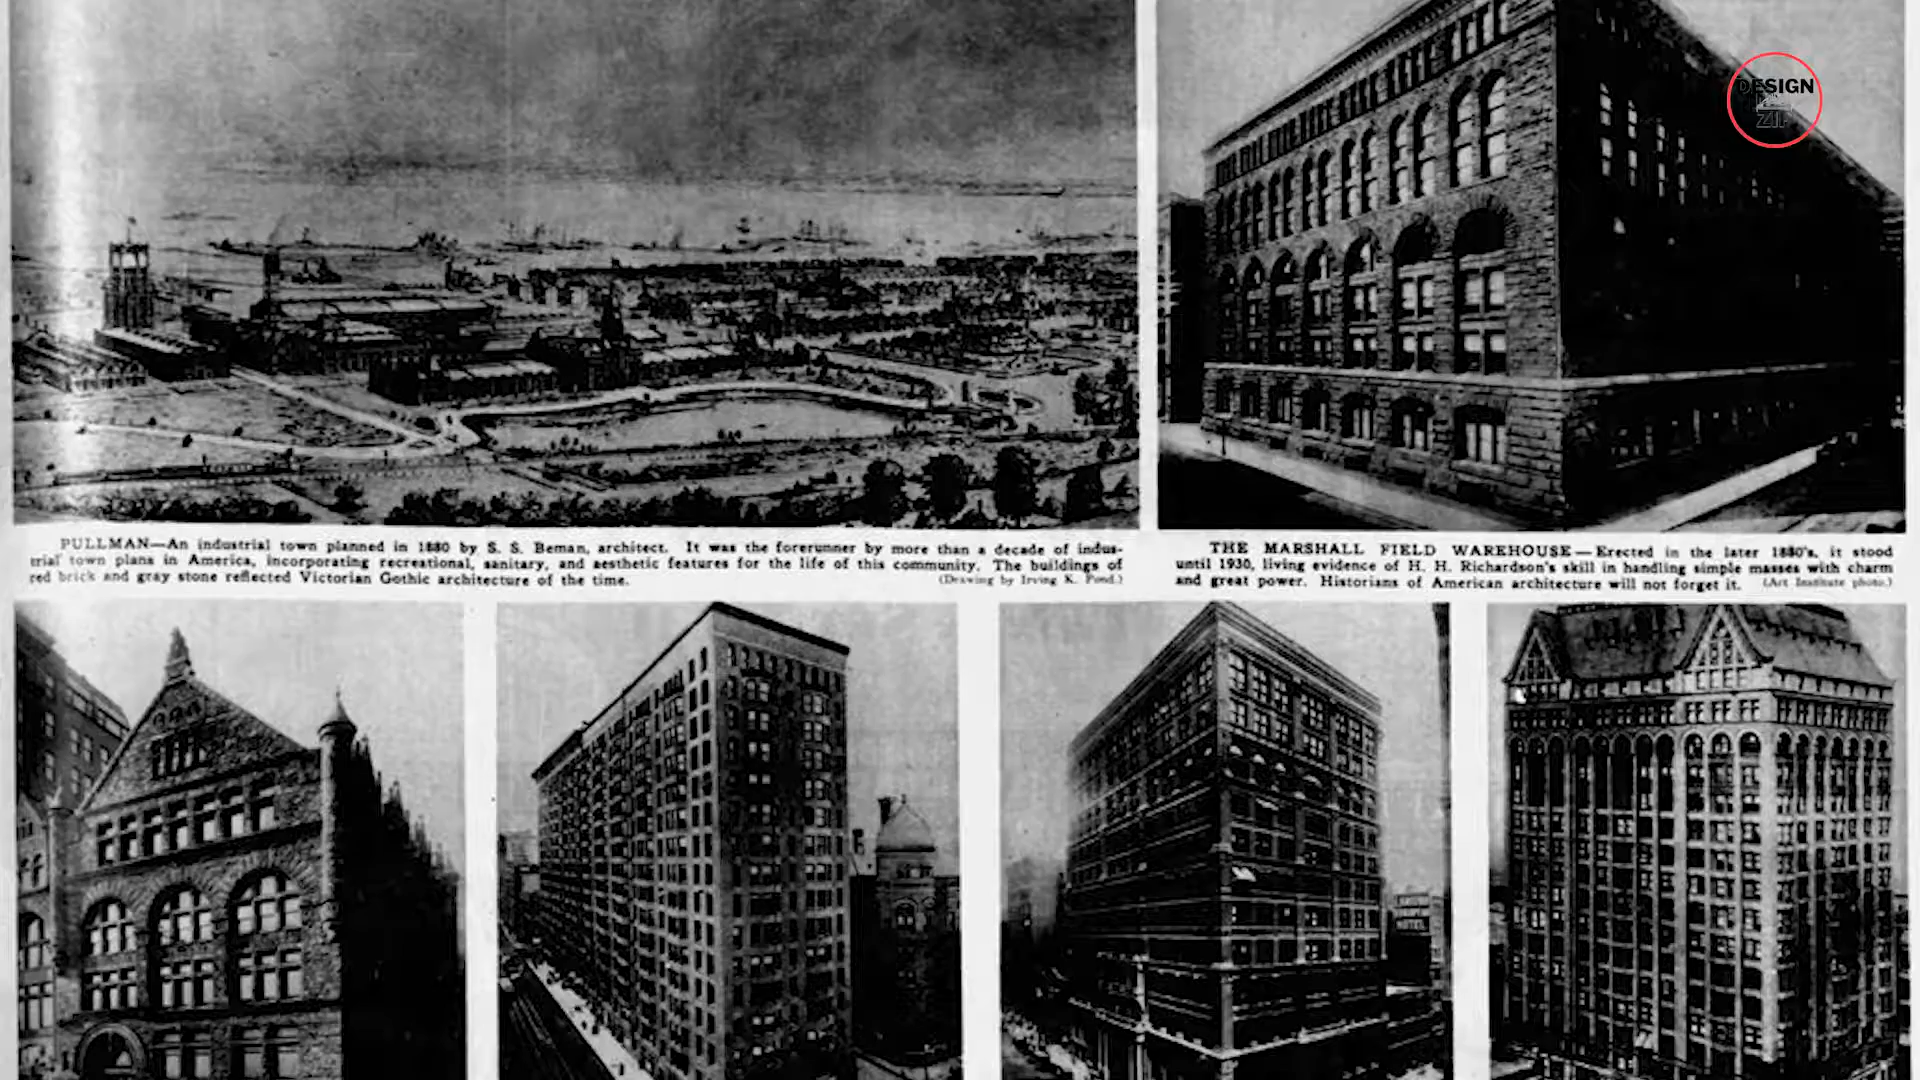 DESIGN
ZIP
PULLMAN—An industrial town planned in 1880 by S. S. Beman, architect. It was the forerunner by more than a decade of indus-
trial town plans in America, incorporating recreational, sanitary, and aesthetic features for the life of this community. The buildings of
red brick and gray stone reflected Victorian Gothic architecture of the time. (Drawing by Irving K. Pond.)
THE MARSHALL FIELD WAREHOUSE—Erected in the later 1880's, it stood
until 1930, living evidence of H. H. Richardson's skill in handling simple masses with charm
and great power. Historians of American architecture will not forget it. (Art Institute photo.)
HOTEL